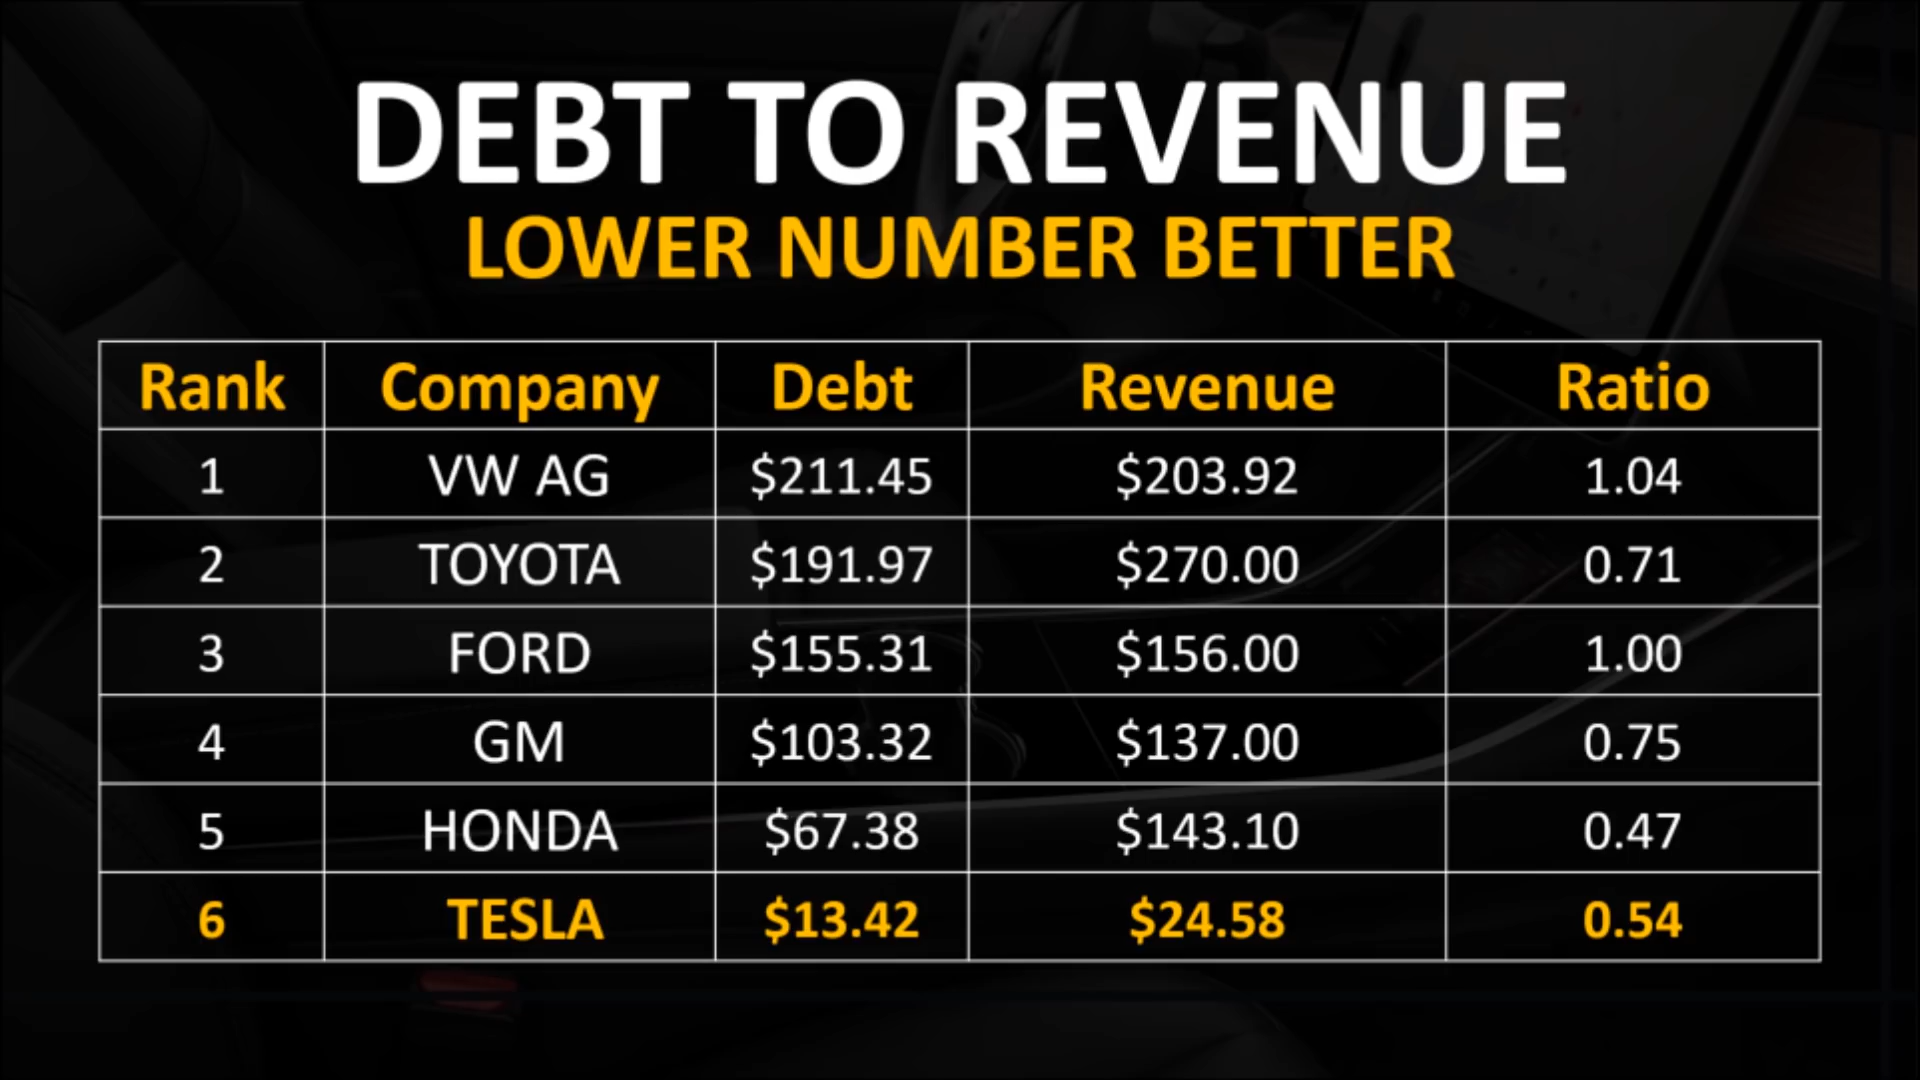 DEBT TO REVENUE
LOWER NUMBER BETTER
Rank Company Debt Revenue Ratio
1 VW AG $211.45 $203.92 1.04
2 TOYOTA $191.97 $270.00 0.71
3 FORD $155.31 $156.00 1.00
4 GM $103.32 $137.00 0.75
5 HONDA $67.38 $143.10 0.47
6 TESLA $13.42 $24.58 0.54